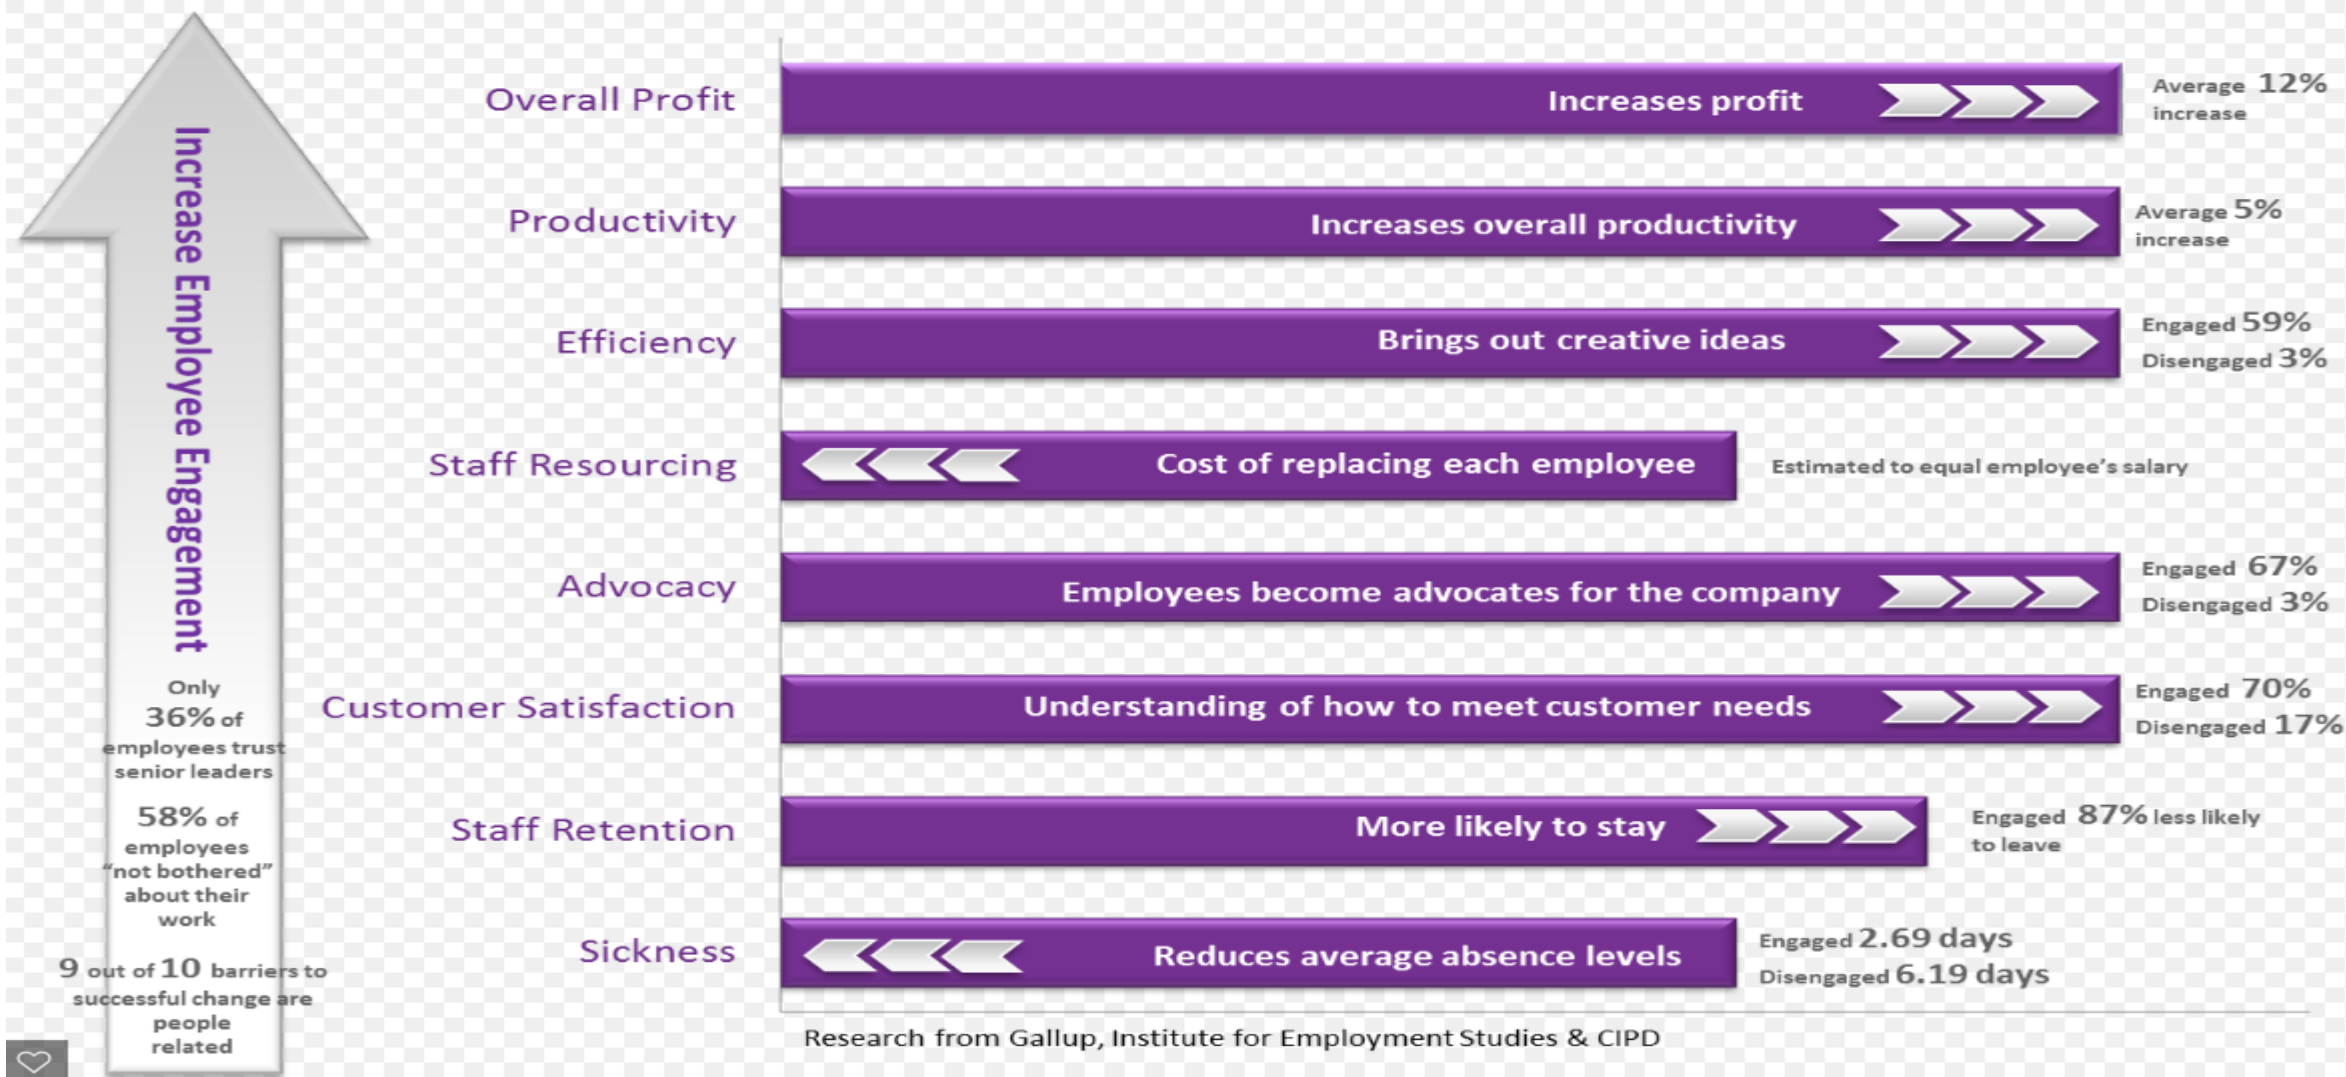 Increase Employee Engagement
Only
36% of
employees trust
senior leaders
58% of
employees
“not bothered”
about their
work
9 out of 10 barriers to
successful change are
people
related
Overall Profit
Increases profit
Average 12%
increase
Productivity
Increases overall productivity
Average 5%
increase
Efficiency
Brings out creative ideas
Engaged 59%
Disengaged 3%
Staff Resourcing
Cost of replacing each employee
Estimated to equal employee’s salary
Advocacy
Employees become advocates for the company
Engaged 67%
Disengaged 3%
Customer Satisfaction
Understanding of how to meet customer needs
Engaged 70%
Disengaged 17%
Staff Retention
More likely to stay
Engaged 87% less likely
to leave
Sickness
Reduces average absence levels
Engaged 2.69 days
Disengaged 6.19 days
Research from Gallup, Institute for Employment Studies & CIPD